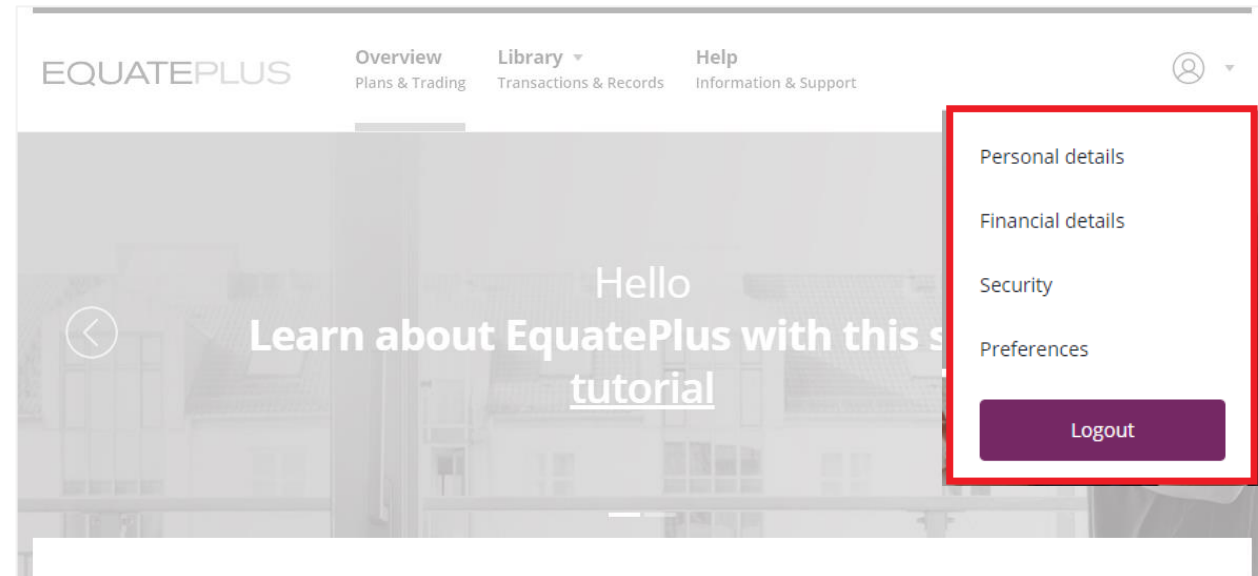 EQUATEPLUS
Overview
Plans & Trading
Library
Transactions & Records
Help
Information & Support
Personal details
Financial details
Security
Preferences
Logout
Hello
Learn about EquatePlus with this
tutorial